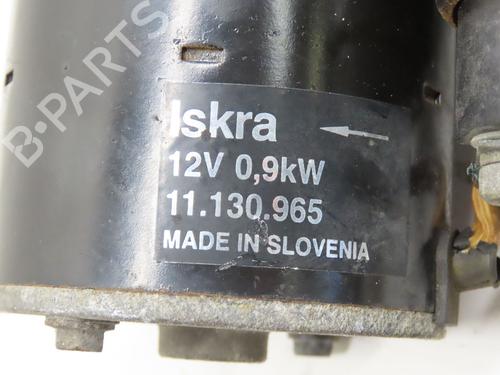 B-PARTS
Iskra
12V 0,9kW
11.130.965
MADE IN SLOVENIA